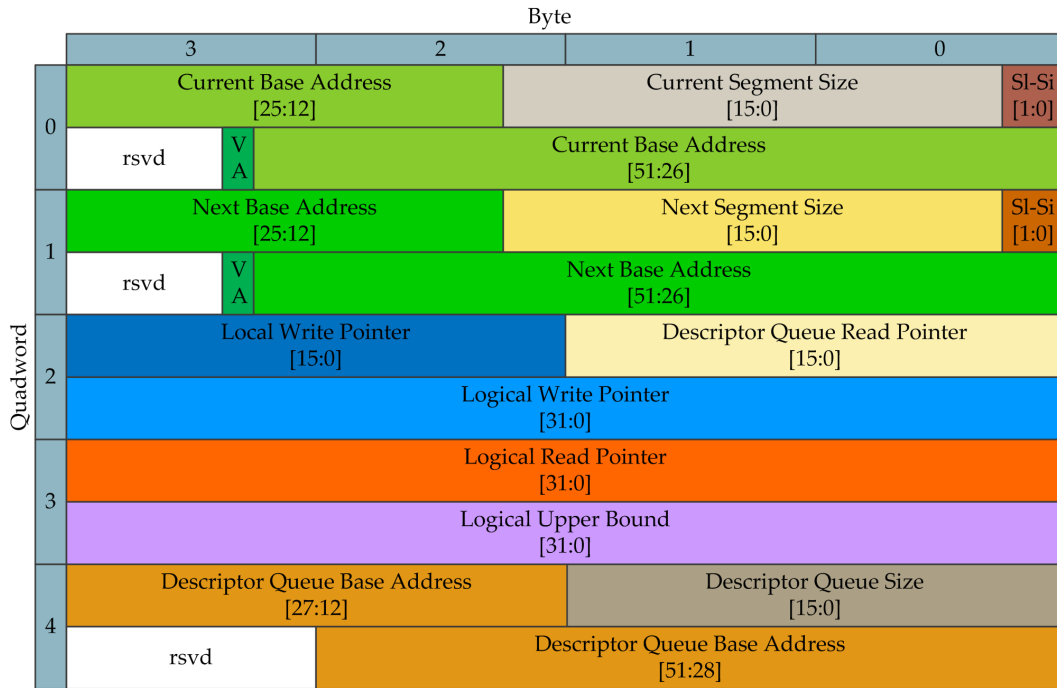 Byte
3 2 1 0
Current Base Address Current Segment Size Sl-Si
[25:12] [15:0] [1:0]
0
rsvd V A Current Base Address
[51:26]
Next Base Address Next Segment Size Sl-Si
[25:12] [15:0] [1:0]
1
rsvd V A Next Base Address
[51:26]
Quadword
Local Write Pointer Descriptor Queue Read Pointer
[15:0] [15:0]
2
Logical Write Pointer
[31:0]
Logical Read Pointer
[31:0]
3
Logical Upper Bound
[31:0]
Descriptor Queue Base Address Descriptor Queue Size
[27:12] [15:0]
4
rsvd Descriptor Queue Base Address
[51:28]